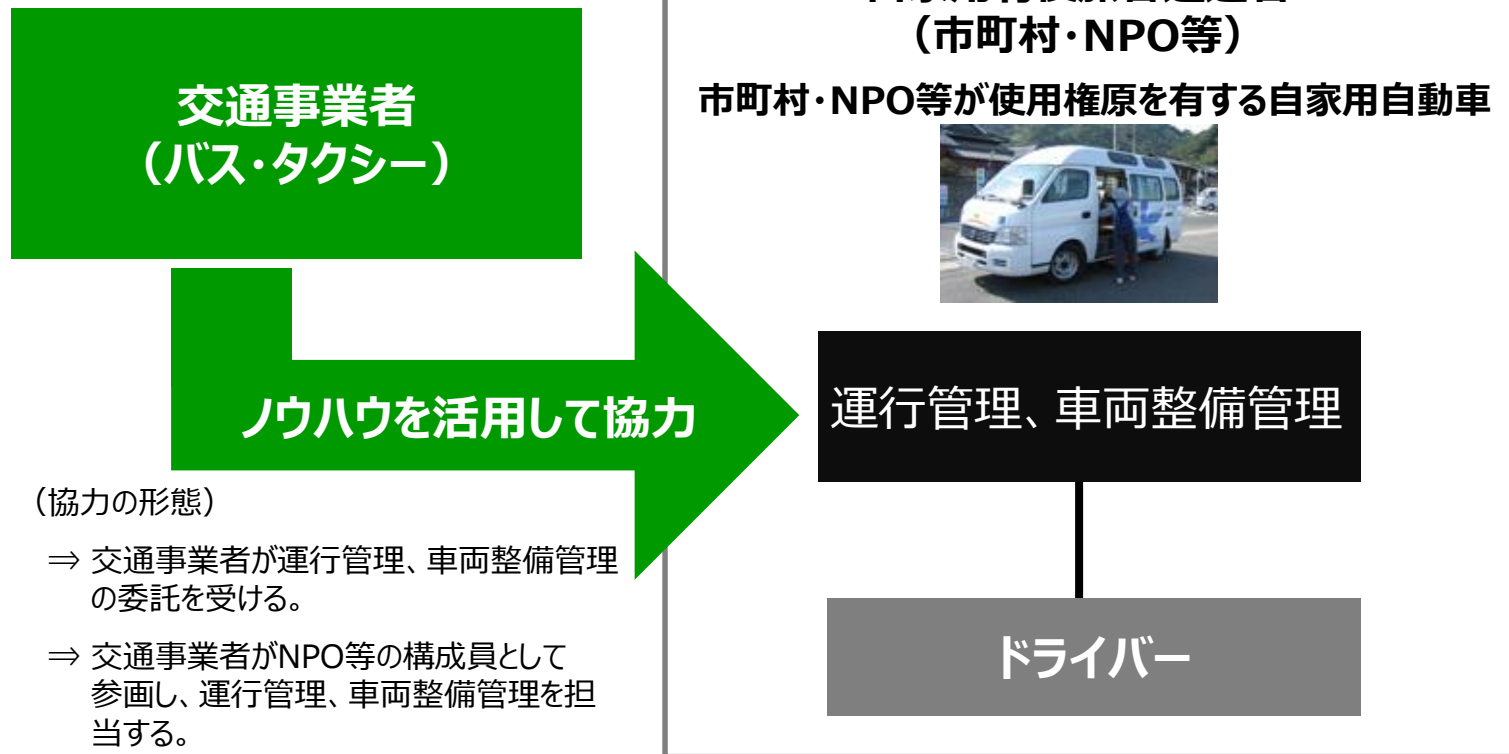 交通事業者
（バス・タクシー）
ノウハウを活用して協力
（協力の形態）
⇒ 交通事業者が運行管理、車両整備管理
の委託を受ける。
⇒ 交通事業者がNPO等の構成員として
参画し、運行管理、車両整備管理を担
当する。
（市町村・NPO等）
市町村・NPO等が使用権原を有する自家用自動車
運行管理、車両整備管理
ドライバー